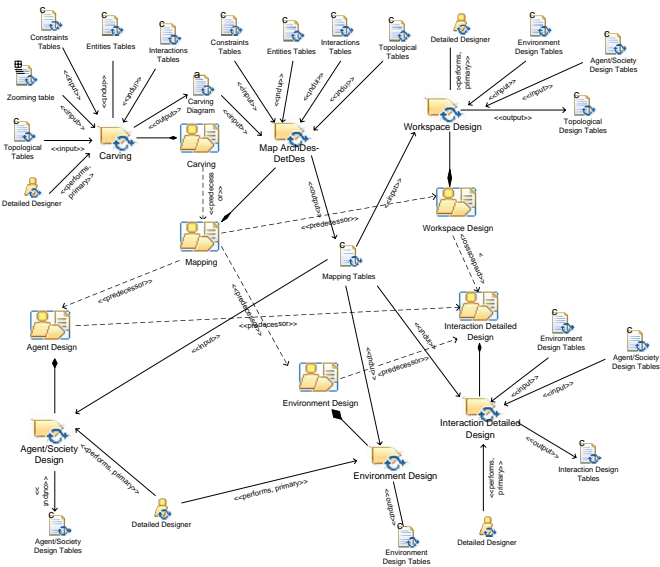 Constraints
Tables
Entities Tables
Interactions
Tables
Constraints
Tables
Entities Tables
Interactions
Tables
Topological
Tables
Detailed Designer
Environment
Design Tables
Agent/Society
Design Tables
Zooming table
<<input>>
<<input>>
<<input>>
<<input>>
Carving
Diagram
<<output>>
<<input>>
<<input>>
<<input>>
<<input>>
<<input>>
<<performs,
primary>>
<<input>>
<<input>>
Topological
Tables
<<input>>
Carving
Map ArchDes-
DetDes
Workspace Design
<<output>>
Topological
Design Tables
<<performs,
primary>>
Detailed Designer
Carving
<<predecess
or>>
<<output>>
<<input>>
<<predecessor>>
Workspace Design
Mapping
Mapping Tables
<<predecessor>>
<<predecessor>>
<<predecessor>>
<<predecessor>>
Agent Design
Interaction Detailed
Design
Environment
Design Tables
Agent/Society
Design Tables
<<input>>
<<input>>
<<input>>
<<predecessor>>
<<input>>
<<input>>
Environment Design
Agent/Society
Design
Interaction Detailed
Design
<<performs, primary>>
<<output>>
Interaction Design
Tables
Environment Design
<<performs, primary>>
<<output>>
<<performs,
primary>>
Detailed Designer
Agent/Society
Design Tables
Environment
Design Tables
Detailed Designer